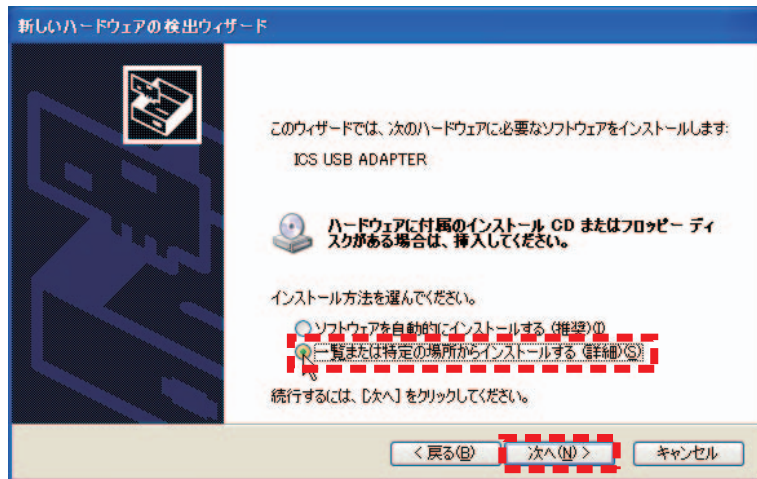 新しいハードウェアの検出ウィザード
このウィザードでは、次のハードウェアに必要なソフトウェアをインストールします:
ICS USB ADAPTER
ハードウェアに付属のインストール CD またはフロッピー ディ
スクがある場合は、挿入してください。
インストール方法を選んでください。
ソフトウェアを自動的にインストールする (推奨)(I)
一覧または特定の場所からインストールする (詳細)(S)
続行するには、[次へ] をクリックしてください。
< 戻る(B) 次へ(N) > キャンセル